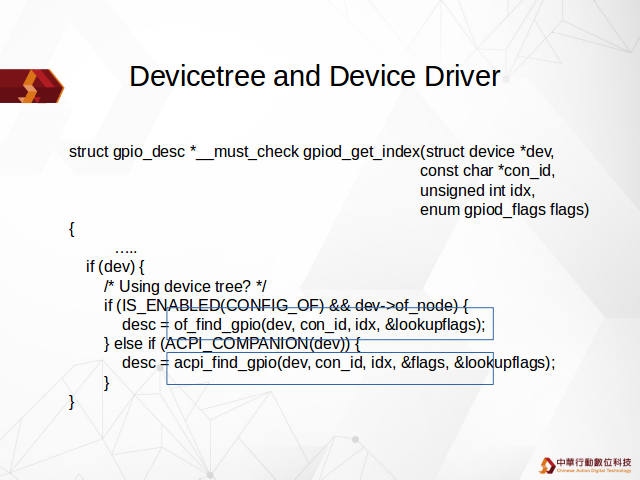 Devicetree and Device Driver
struct gpio_desc *__must_check gpiod_get_index(struct device *dev,
const char *con_id,
unsigned int idx,
enum gpiod_flags flags)
{
…..
if (dev) {
/* Using device tree? */
if (IS_ENABLED(CONFIG_OF) && dev->of_node) {
desc = of_find_gpio(dev, con_id, idx, &lookupflags);
} else if (ACPI_COMPANION(dev)) {
desc = acpi_find_gpio(dev, con_id, idx, &flags, &lookupflags);
}
}
中華行動數位科技
Chinese Action Digital Technology